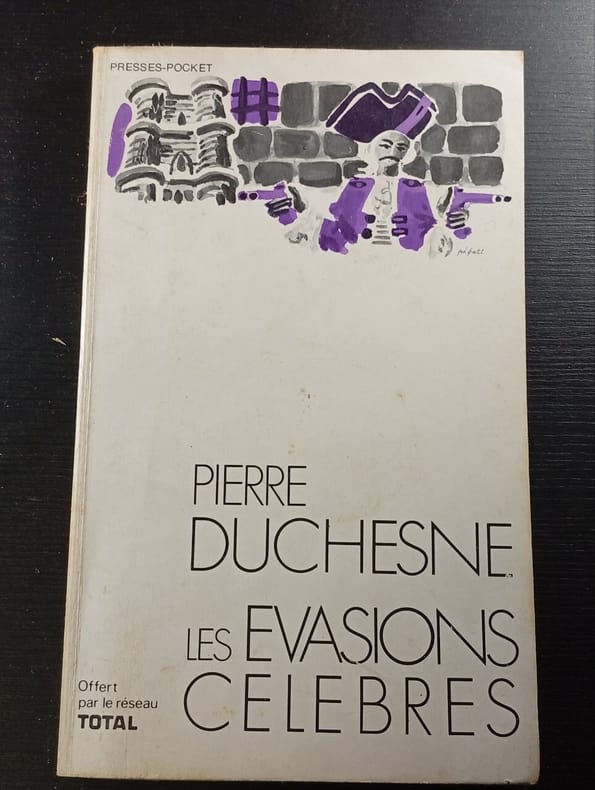 PRESSES-POCKET
PIERRE
DUCHESNE
LES EVASIONS
CELEBRES
Offert
par le réseau
TOTAL